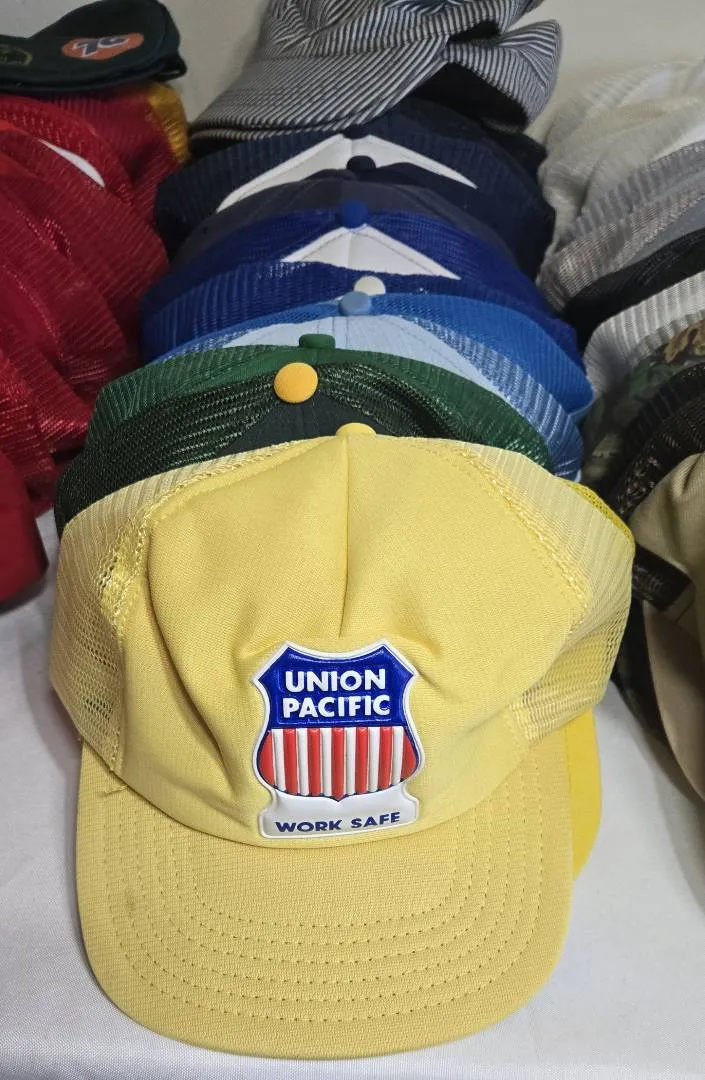 76
UNION
PACIFIC
WORK SAFE